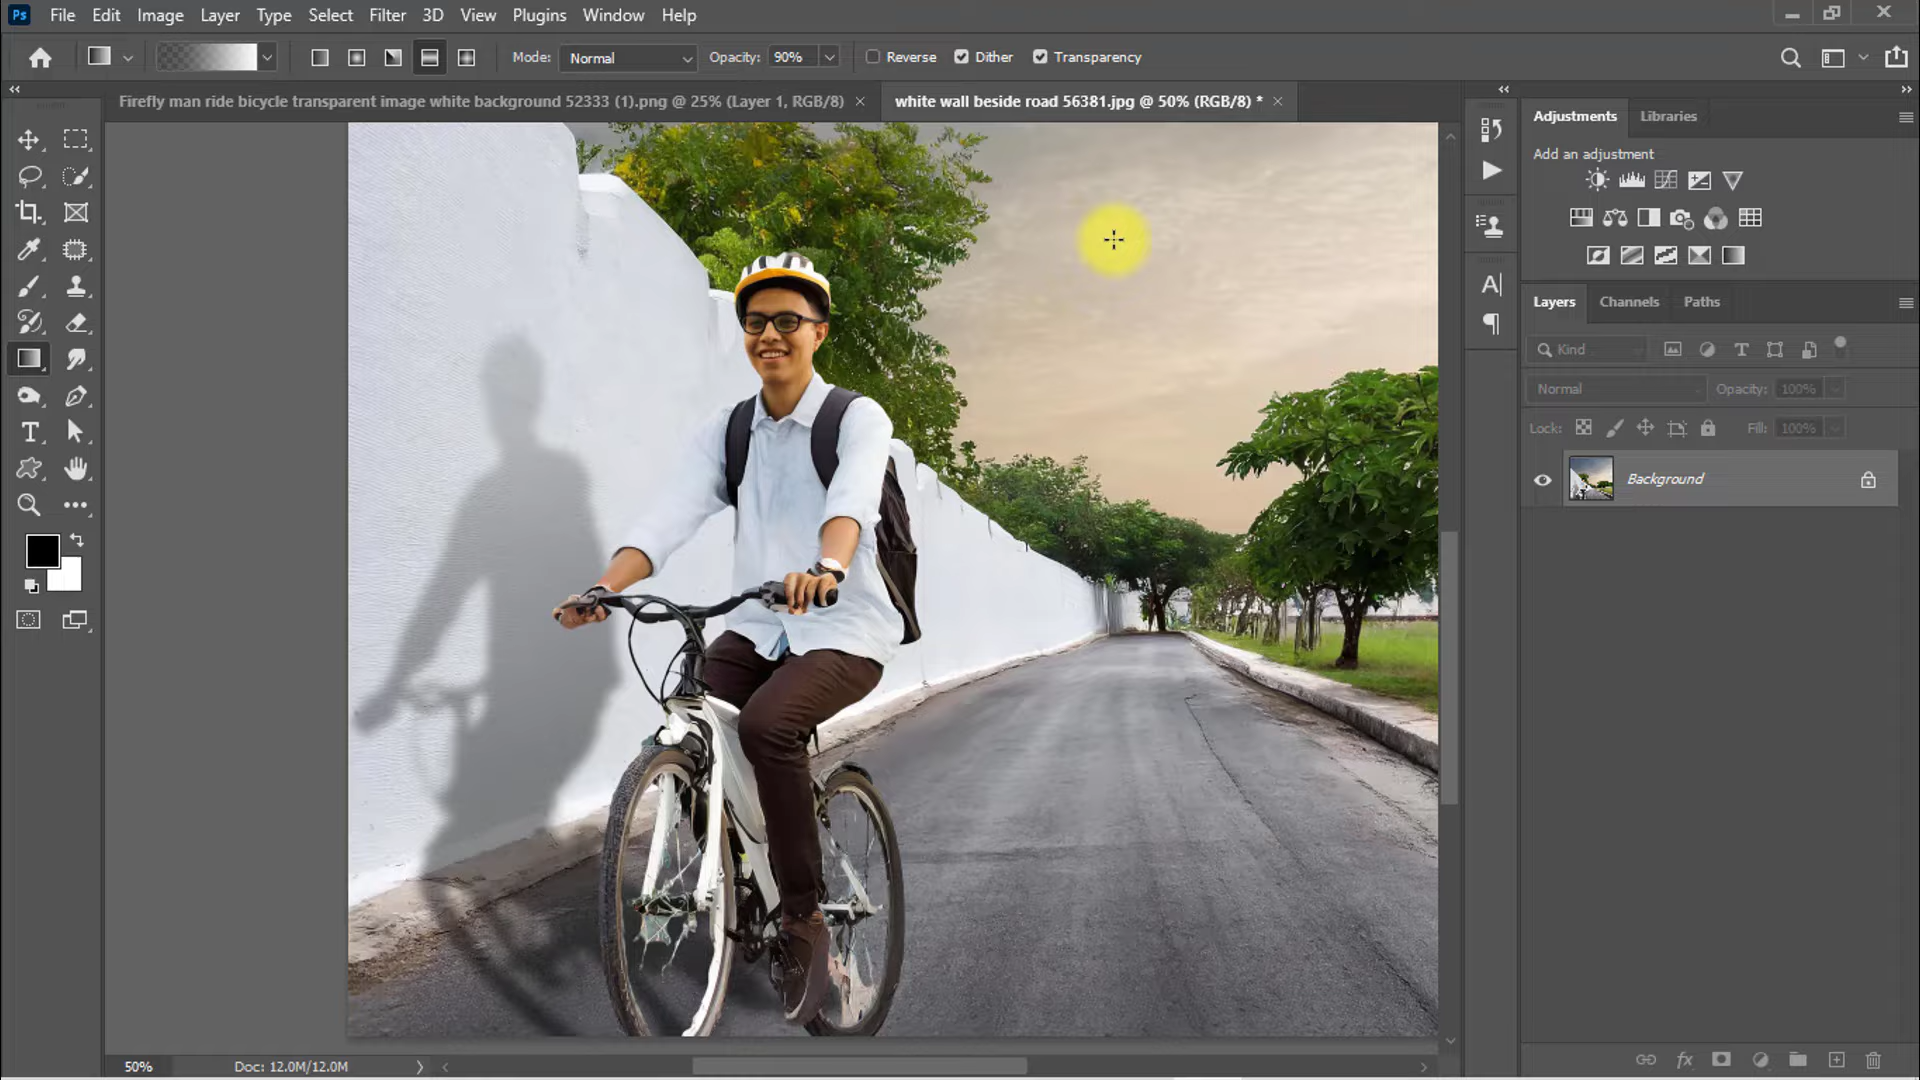 Ps File Edit Image Layer Type Select Filter 3D View Plugins Window Help
Mode: Normal Opacity: 90% Reverse Dither Transparency
Firefly man ride bicycle transparent image white background 52333 (1).png @ 25% (Layer 1, RGB/8) × white wall beside road 56381.jpg @ 50% (RGB/8) * ×
Adjustments Libraries
Add an adjustment
Layers Channels Paths
Kind
Normal Opacity: 100%
Lock: Fill: 100%
Background
50% Doc: 12.0M/12.0M